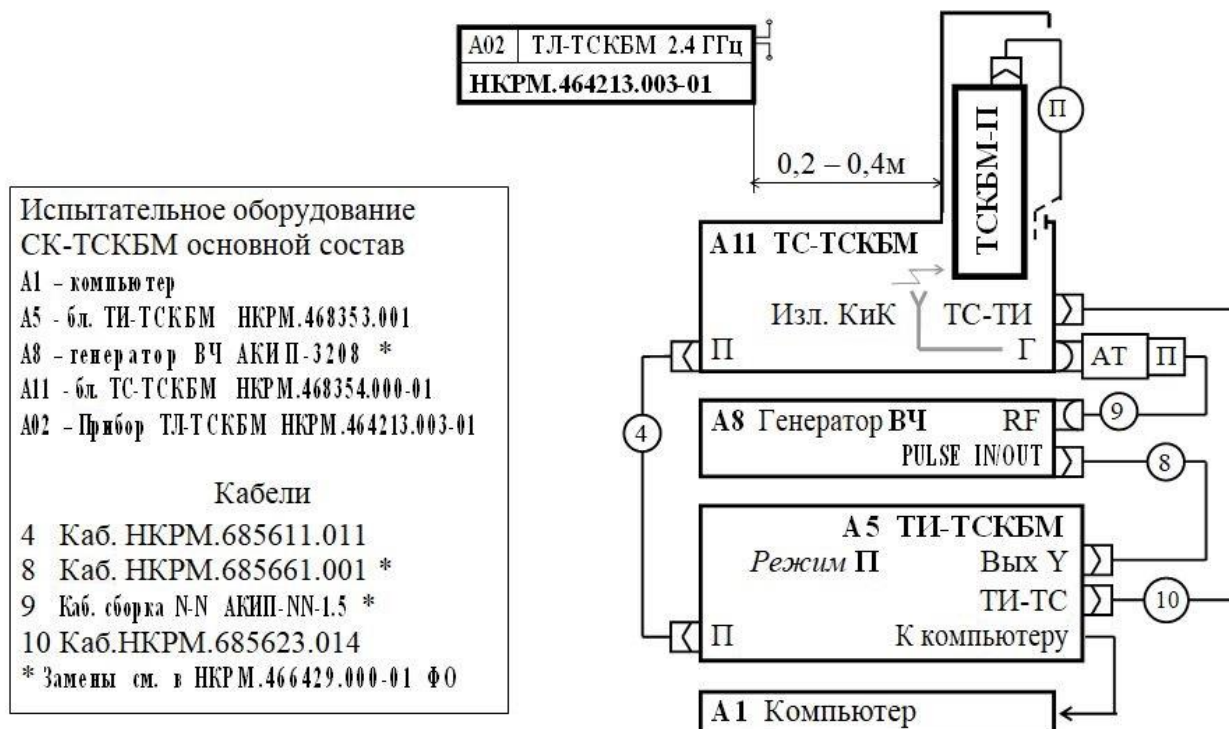 А02 ТЛ-ТСКБМ 2.4 ГГц
НКРМ.464213.003-01
0,2 – 0,4м
ТСКБМ-П
П
Испытательное оборудование
СК-ТСКБМ основной состав
А1 – компьютер
А5 - бл. ТИ-ТСКБМ НКРМ.468353.001
А8 – генератор ВЧ АКИП-3208 *
А11 - бл. ТС-ТСКБМ НКРМ.468354.000-01
А02 – Прибор ТЛ-ТСКБМ НКРМ.464213.003-01
Кабели
4 Каб. НКРМ.685611.011
8 Каб. НКРМ.685661.001 *
9 Каб. сборка N-N АКИП-NN-1.5 *
10 Каб.НКРМ.685623.014
* Замены см. в НКРМ.466429.000-01 ФО
А11 ТС-ТСКБМ
Изл. КиК ТС-ТИ
П Г АТ П
4
А8 Генератор ВЧ RF 9
PULSE IN/OUT 8
А5 ТИ-ТСКБМ
Режим П Вых Y
ТИ-ТС 10
П К компьютеру
А1 Компьютер